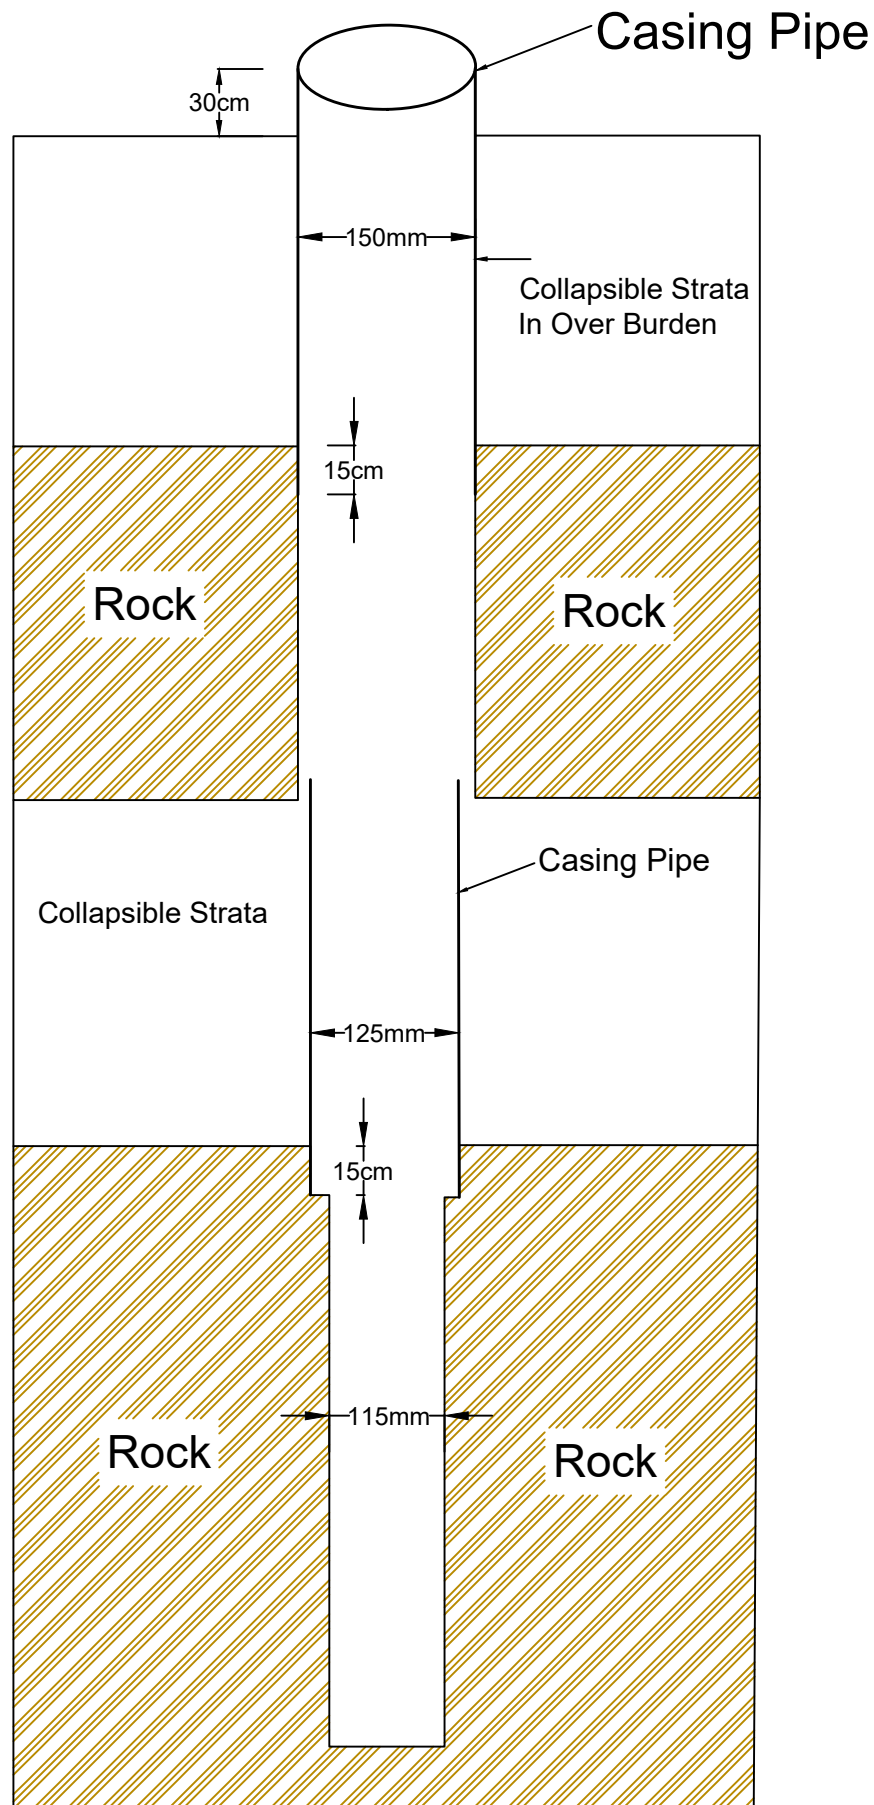 Casing Pipe
30cm
150mm
Collapsible Strata
In Over Burden
15cm
Rock
Rock
Casing Pipe
Collapsible Strata
125mm
15cm
115mm
Rock
Rock